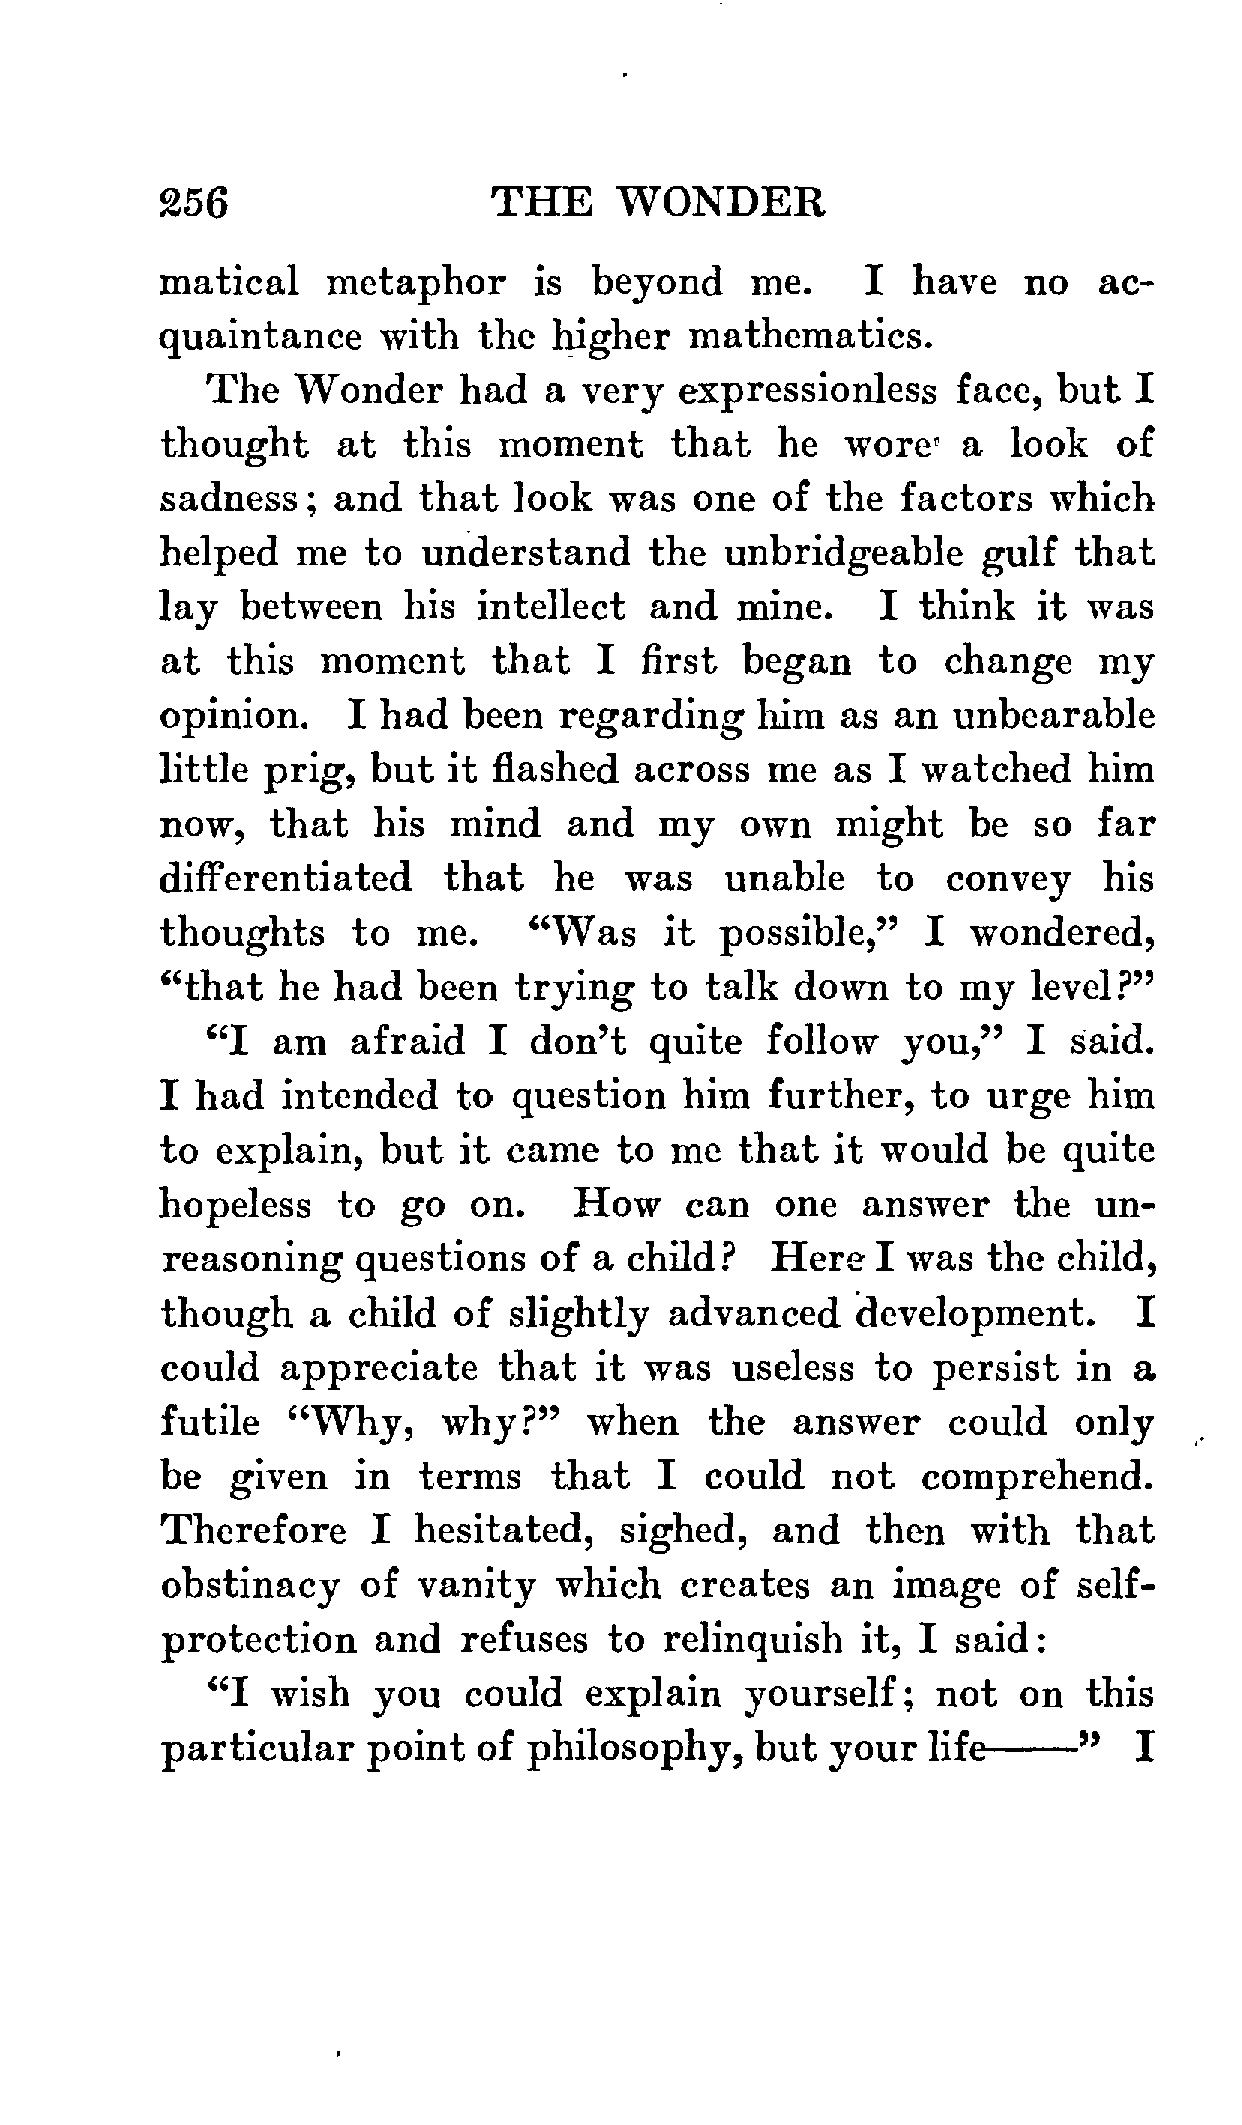 256 THE WONDER
matical metaphor is beyond me. I have no ac-
quaintance with the higher mathematics.
The Wonder had a very expressionless face, but I
thought at this moment that he wore a look of
sadness; and that look was one of the factors which
helped me to understand the unbridgeable gulf that
lay between his intellect and mine. I think it was
at this moment that I first began to change my
opinion. I had been regarding him as an unbearable
little prig, but it flashed across me as I watched him
now, that his mind and my own might be so far
differentiated that he was unable to convey his
thoughts to me. “Was it possible,” I wondered,
“that he had been trying to talk down to my level?”
“I am afraid I don’t quite follow you,” I said.
I had intended to question him further, to urge him
to explain, but it came to me that it would be quite
hopeless to go on. How can one answer the un-
reasoning questions of a child? Here I was the child,
though a child of slightly advanced development. I
could appreciate that it was useless to persist in a
futile “Why, why?” when the answer could only
be given in terms that I could not comprehend.
Therefore I hesitated, sighed, and then with that
obstinacy of vanity which creates an image of self-
protection and refuses to relinquish it, I said:
“I wish you could explain yourself; not on this
particular point of philosophy, but your life——” I